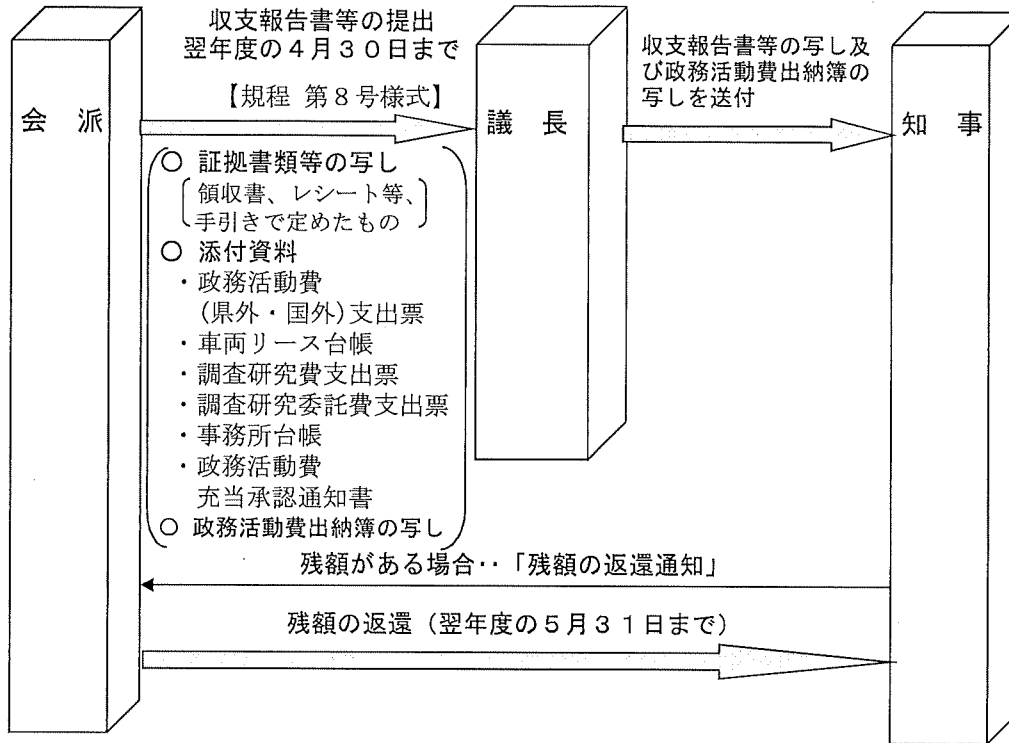 収支報告書等の提出
翌年度の４月３０日まで
【規程 第８号様式】
会 派
議 長
収支報告書等の写し及
び政務活動費出納簿の
写しを送付
知 事
○ 証拠書類等の写し
領収書、レシート等、
手引きで定めたもの
○ 添付資料
・政務活動費
(県外・国外)支出票
・車両リース台帳
・調査研究費支出票
・調査研究委託費支出票
・事務所台帳
・政務活動費
充当承認通知書
○ 政務活動費出納簿の写し
残額がある場合‥「残額の返還通知」
残額の返還（翌年度の５月３１日まで）